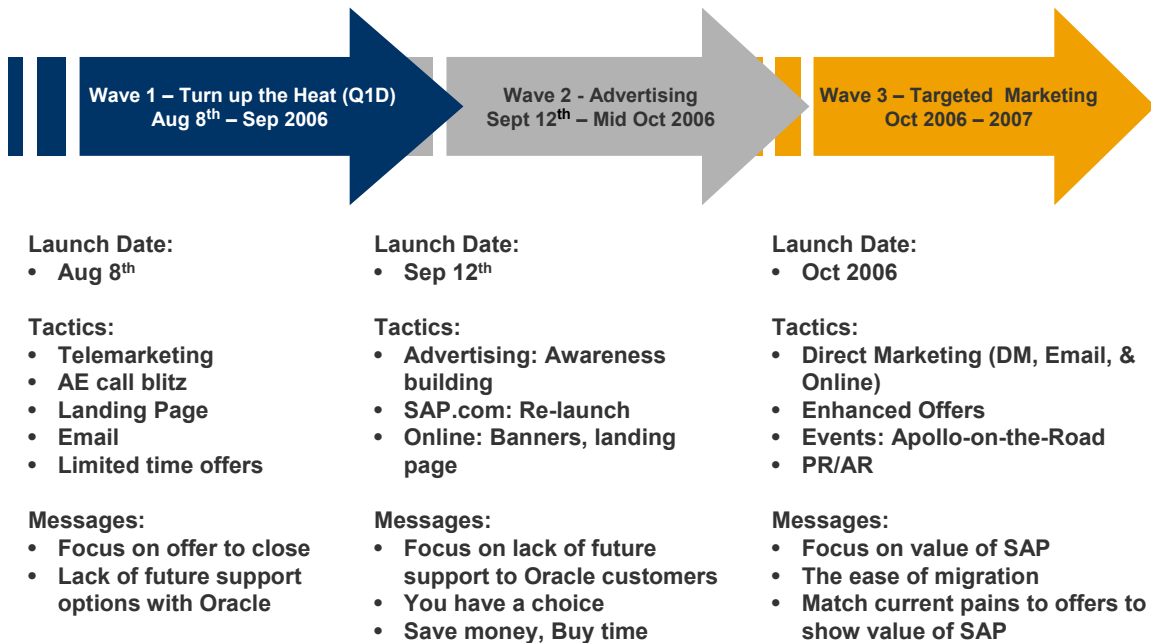 Wave 1 – Turn up the Heat (Q1D)
Aug 8th – Sep 2006
Wave 2 - Advertising
Sept 12th – Mid Oct 2006
Wave 3 – Targeted Marketing
Oct 2006 – 2007
Launch Date:
• Aug 8th
Tactics:
• Telemarketing
• AE call blitz
• Landing Page
• Email
• Limited time offers
Messages:
• Focus on offer to close
• Lack of future support
options with Oracle
Launch Date:
• Sep 12th
Tactics:
• Advertising: Awareness
building
• SAP.com: Re-launch
• Online: Banners, landing
page
Messages:
• Focus on lack of future
support to Oracle customers
• You have a choice
• Save money, Buy time
Launch Date:
• Oct 2006
Tactics:
• Direct Marketing (DM, Email, &
Online)
• Enhanced Offers
• Events: Apollo-on-the-Road
• PR/AR
Messages:
• Focus on value of SAP
• The ease of migration
• Match current pains to offers to
show value of SAP